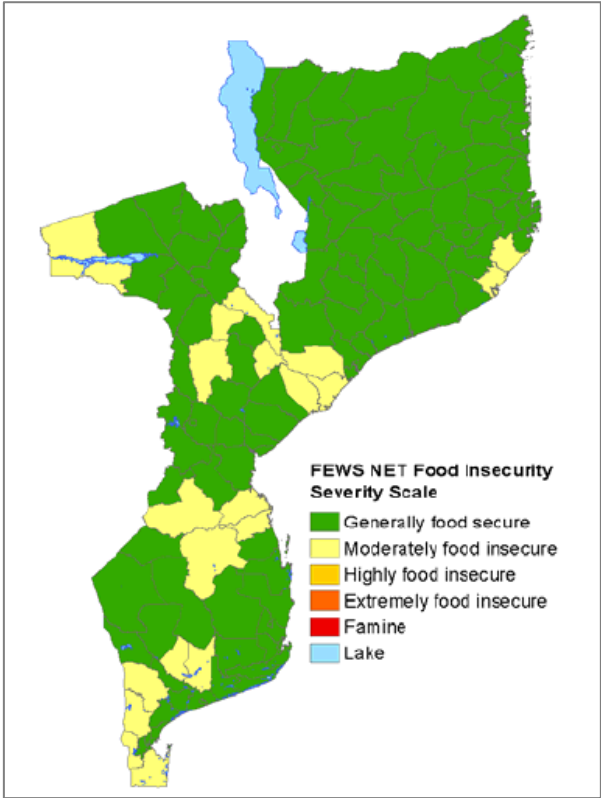 FEWS NET Food Insecurity
Severity Scale
Generally food secure
Moderately food insecure
Highly food insecure
Extremely food insecure
Famine
Lake